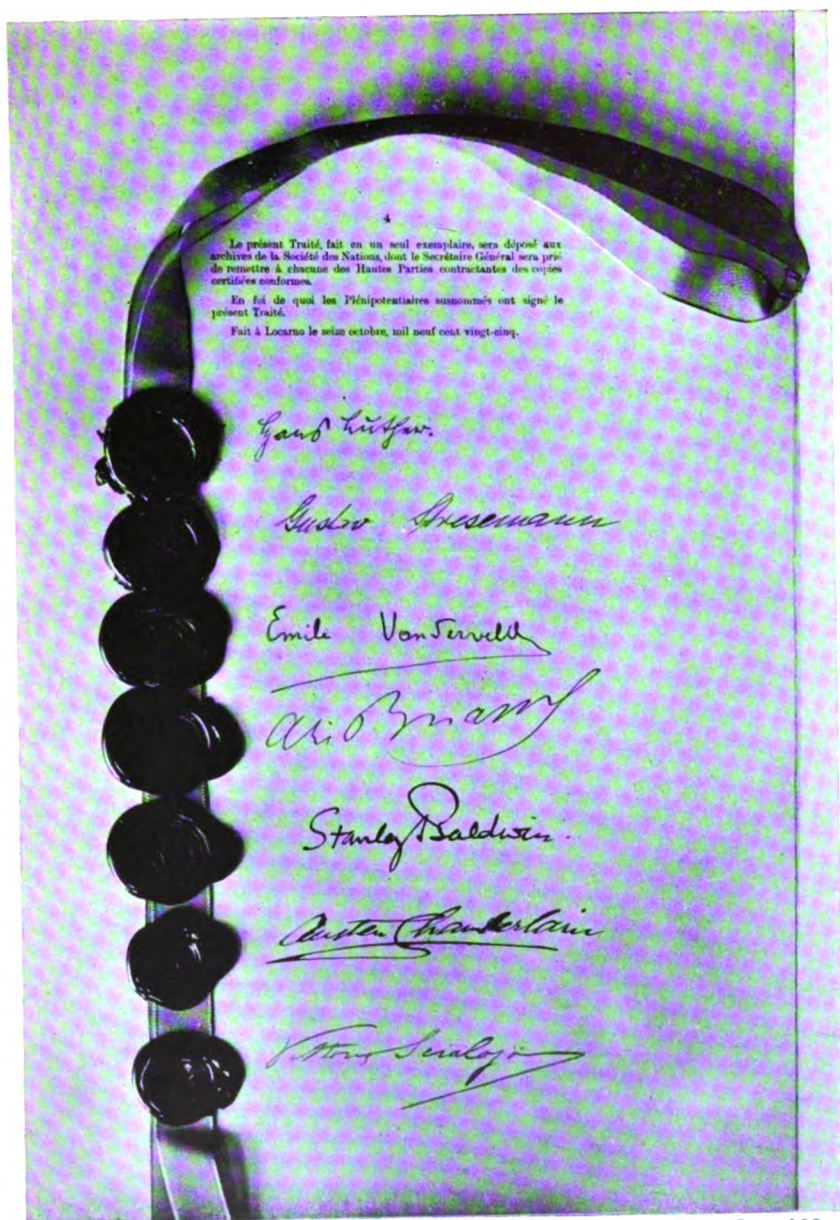 4
Le présent Traité, fait en un seul exemplaire, sera déposé aux
archives de la Société des Nations, dont le Secrétaire Général sera prié
de remettre à chacune des Hautes Parties contractantes des copies
certifiées conformes.
En foi de quoi les Plénipotentiaires susnommés ont signé le
présent Traité.
Fait à Locarno le seize octobre, mil neuf cent vingt-cinq.
Hans Luther.
Gustav Stresemann
Emile Vandervelde
Ari Briand
Stanley Baldwin.
Austen Chamberlain
Vittorio Scialoja